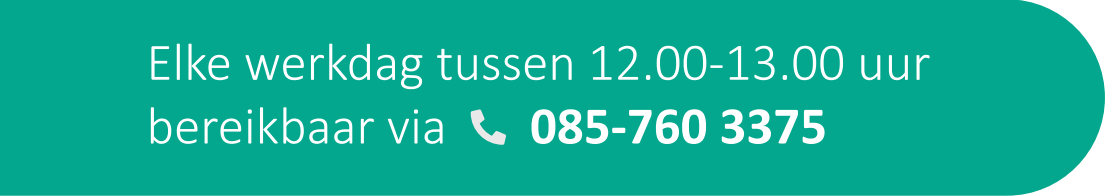 Elke werkdag tussen 12.00-13.00 uur
bereikbaar via 085-760 3375